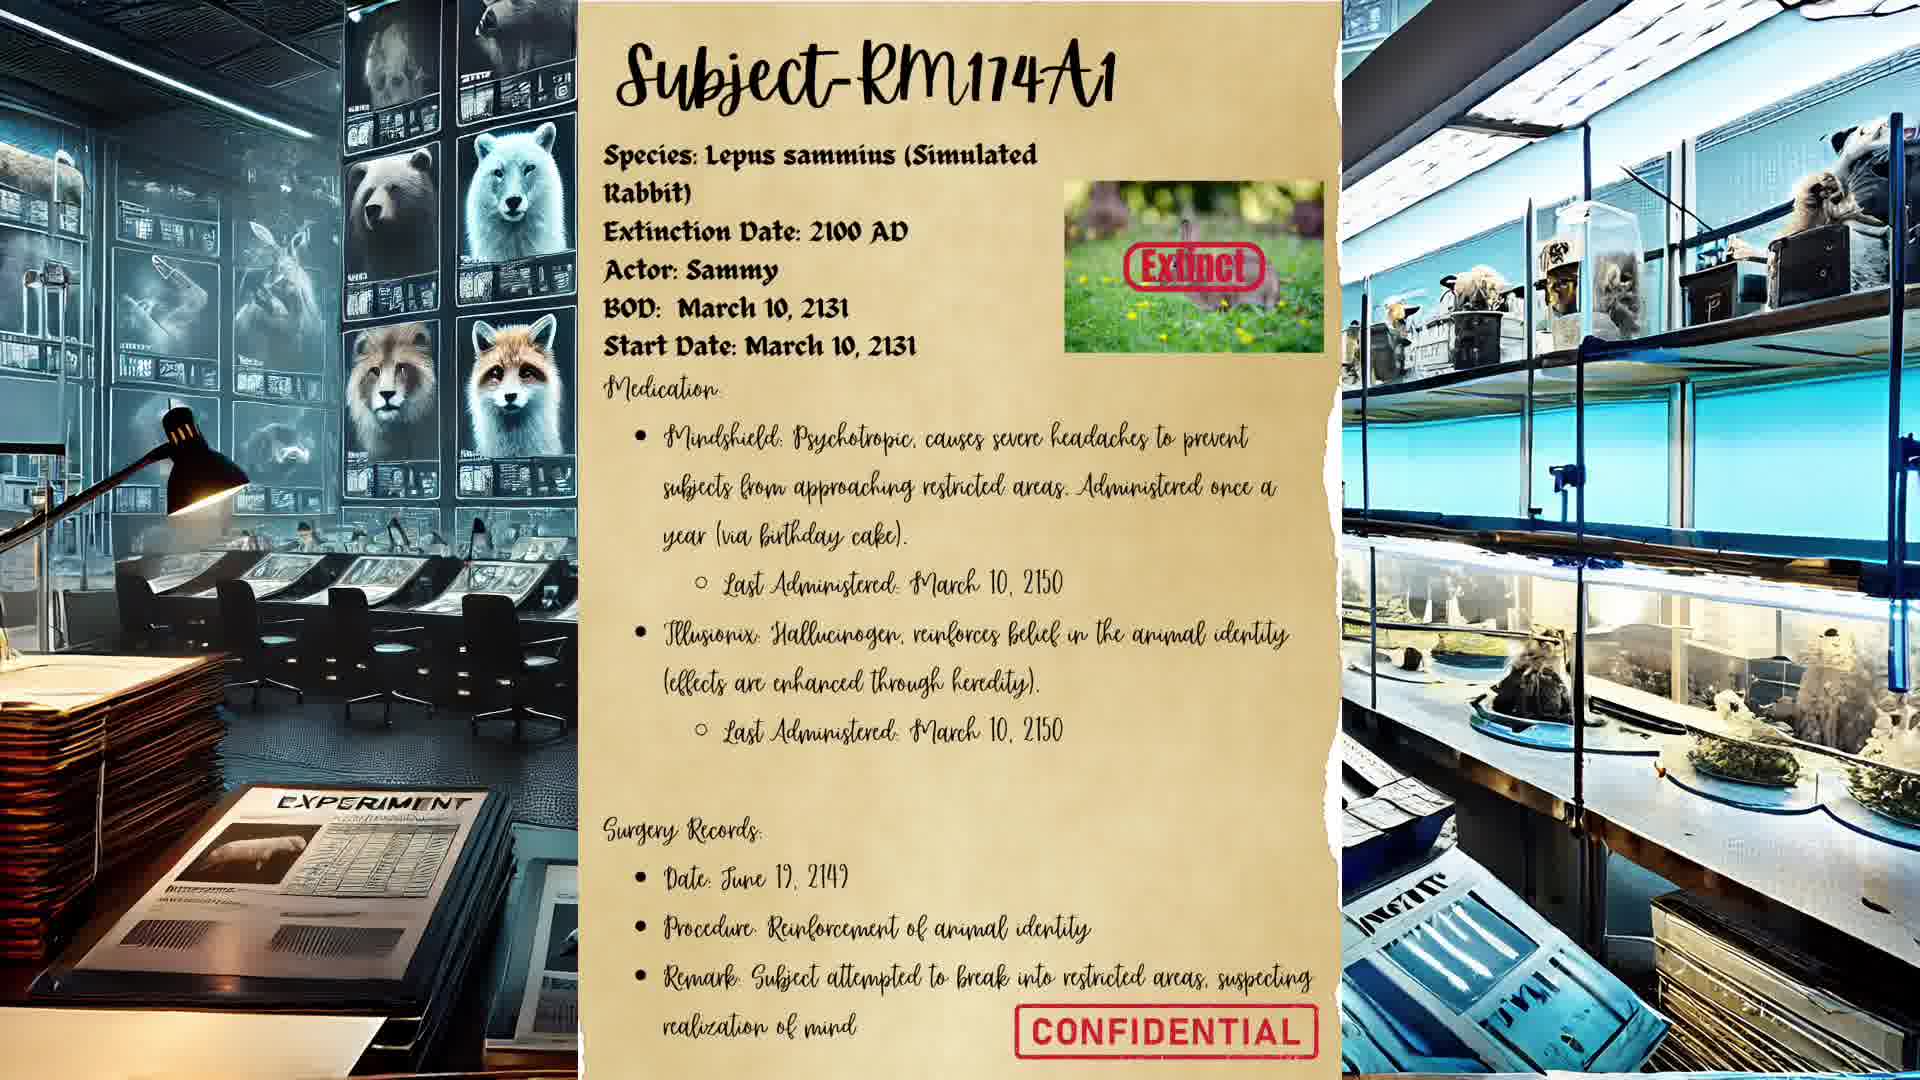 Subject-RM174A1
Species: Lepus sammius (Simulated
Rabbit)
Extinction Date: 2100 AD
Actor: Sammy
BOD: March 10, 2131
Start Date: March 10, 2131
Extinct
Medication:
• Mindshield: Psychotropic, causes severe headaches to prevent
subjects from approaching restricted areas. Administered once a
year (via birthday cake).
○ Last Administered: March 10, 2150
• Illusionix: Hallucinogen, reinforces belief in the animal identity
(effects are enhanced through heredity).
○ Last Administered: March 10, 2150
Surgery Records:
• Date: June 19, 2149
• Procedure: Reinforcement of animal identity
• Remark: Subject attempted to break into restricted areas, suspecting
realization of mind
CONFIDENTIAL
EXPERIMENT